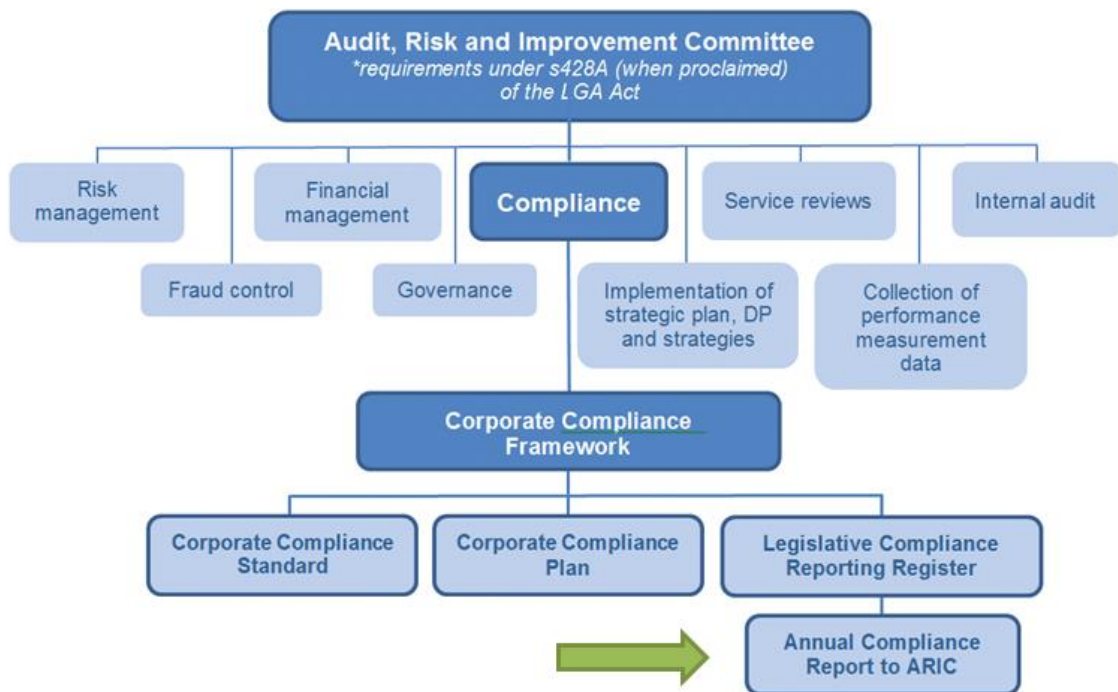 Audit, Risk and Improvement Committee
*requirements under s428A (when proclaimed)
of the LGA Act
Risk
management
Financial
management
Compliance
Service reviews
Internal audit
Fraud control
Governance
Implementation of
strategic plan, DP
and strategies
Collection of
performance
measurement
data
Corporate Compliance
Framework
Corporate Compliance
Standard
Corporate Compliance
Plan
Legislative Compliance
Reporting Register
Annual Compliance
Report to ARIC